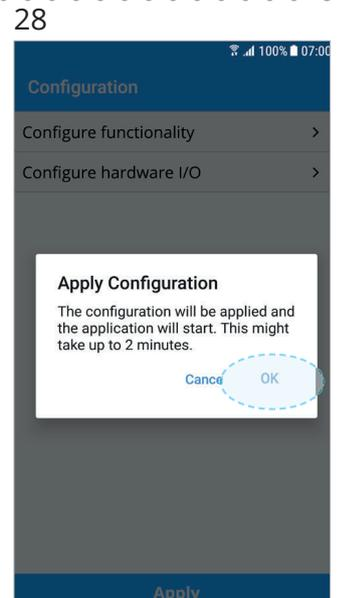 28
100% 07:00
Configuration
Configure functionality
Configure hardware I/O
Apply Configuration
The configuration will be applied and
the application will start. This might
take up to 2 minutes.
Cance OK
Apply